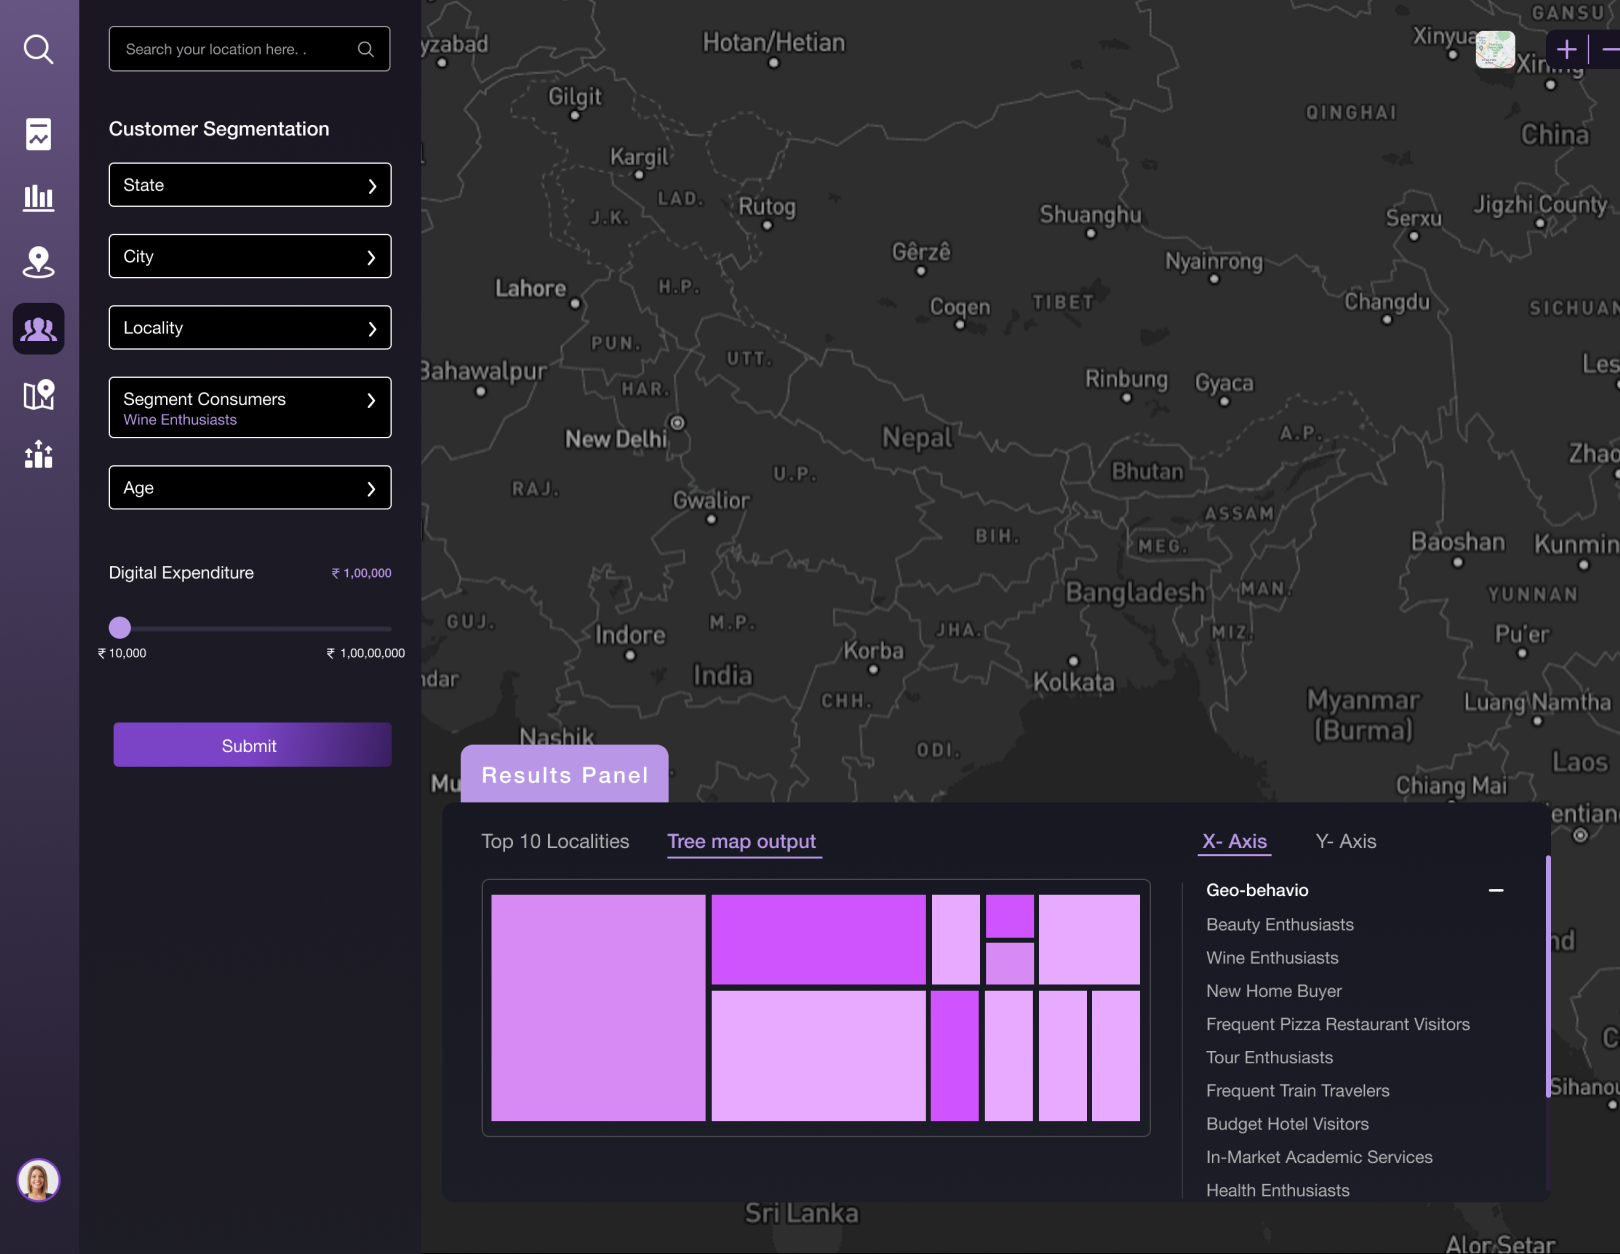 Search your location here. .
Customer Segmentation
State
City
Locality
Segment Consumers
Wine Enthusiasts
Age
Digital Expenditure
₹ 1,00,000
₹ 10,000
₹ 1,00,00,000
Submit
yzabad
Hotan/Hetian
Xinyua
GANSU
Xining
Gilgit
QINGHAI
China
Kargil
LAD.
J.K.
Rutog
Shuanghu
Serxu
Jigzhi County
Gêrzê
Nyainrong
Lahore
H.P.
Coqen
TIBET
Changdu
SICHUAN
PUN.
UTT.
Bahawalpur
HAR.
Rinbung
Gyaca
Les
New Delhi
Nepal
A.P.
Bhutan
Zhao
RAJ.
U.P.
Gwalior
ASSAM
BIH.
MEG.
Baoshan
Kunmin
Bangladesh
MAN.
YUNNAN
GUJ.
Indore
M.P.
JHA.
MIZ.
Pu'er
Korba
ndar
India
Kolkata
CHH.
Myanmar
(Burma)
Luang Namtha
Nashik
ODI.
Laos
Mu
Chiang Mai
entian
nd
C
Sihanou
Sri Lanka
Alor Setar
Results Panel
Top 10 Localities
Tree map output
X- Axis
Y- Axis
Geo-behavio
Beauty Enthusiasts
Wine Enthusiasts
New Home Buyer
Frequent Pizza Restaurant Visitors
Tour Enthusiasts
Frequent Train Travelers
Budget Hotel Visitors
In-Market Academic Services
Health Enthusiasts